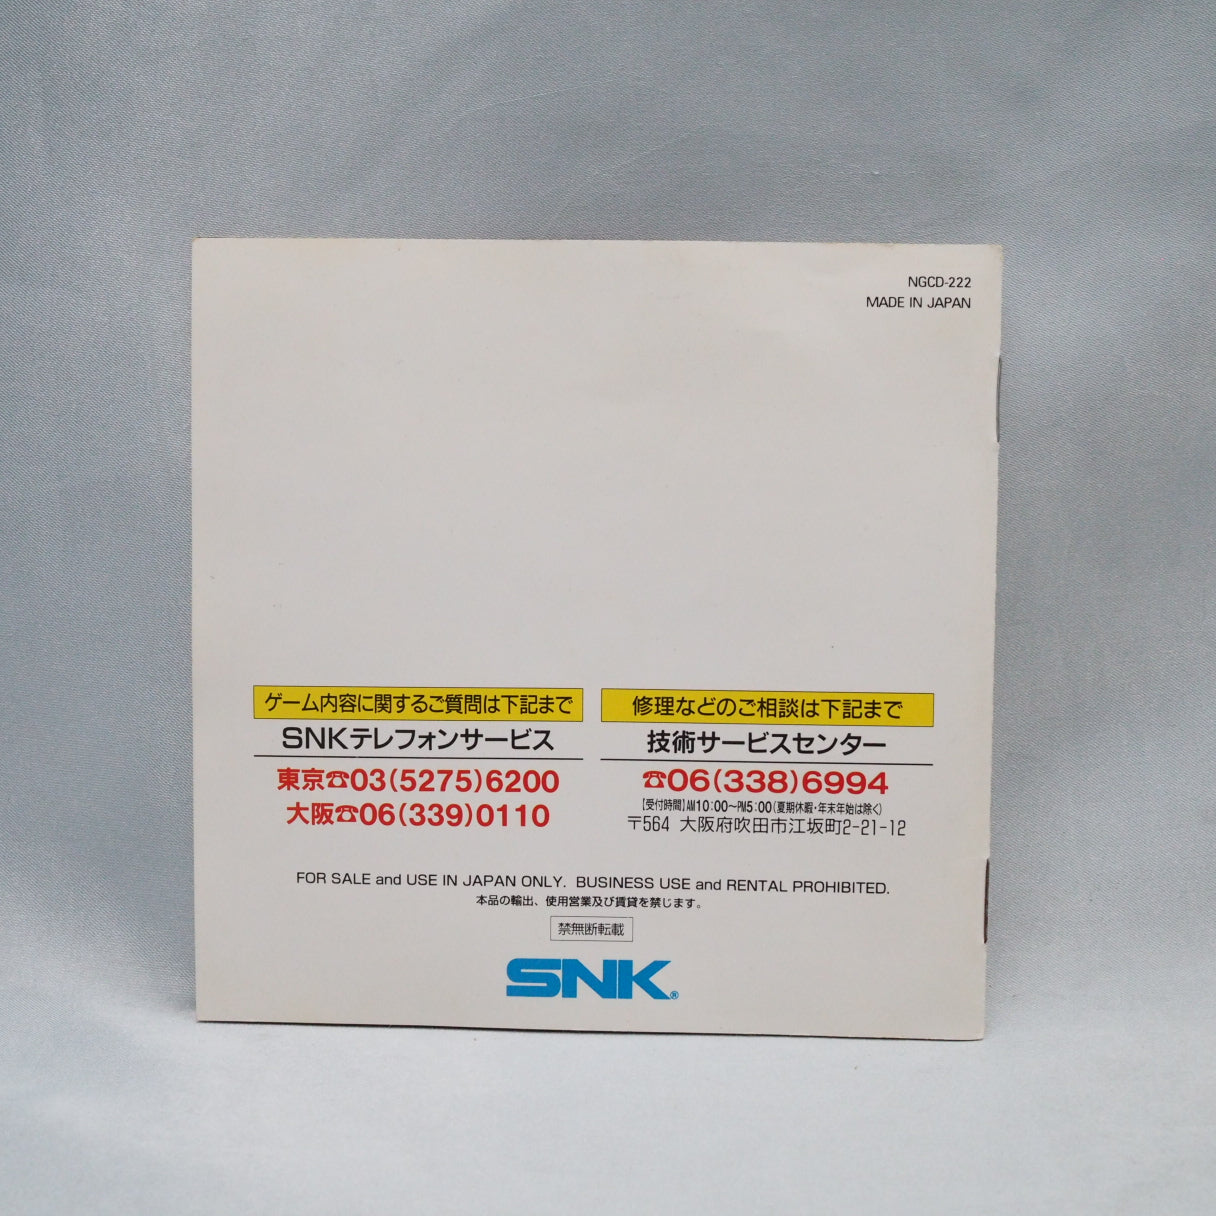 NGCD-222
MADE IN JAPAN
ゲーム内容に関するご質問は下記まで
SNKテレフォンサービス
東京☎03(5275)6200
大阪☎06(339)0110
修理などのご相談は下記まで
技術サービスセンター
☎06(338)6994
【受付時間】AM10:00〜PM5:00(夏期休暇・年末年始は除く)
〒564 大阪府吹田市江坂町2-21-12
FOR SALE and USE IN JAPAN ONLY. BUSINESS USE and RENTAL PROHIBITED.
本品の輸出、使用営業及び賃貸を禁じます。
禁無断転載
SNK®